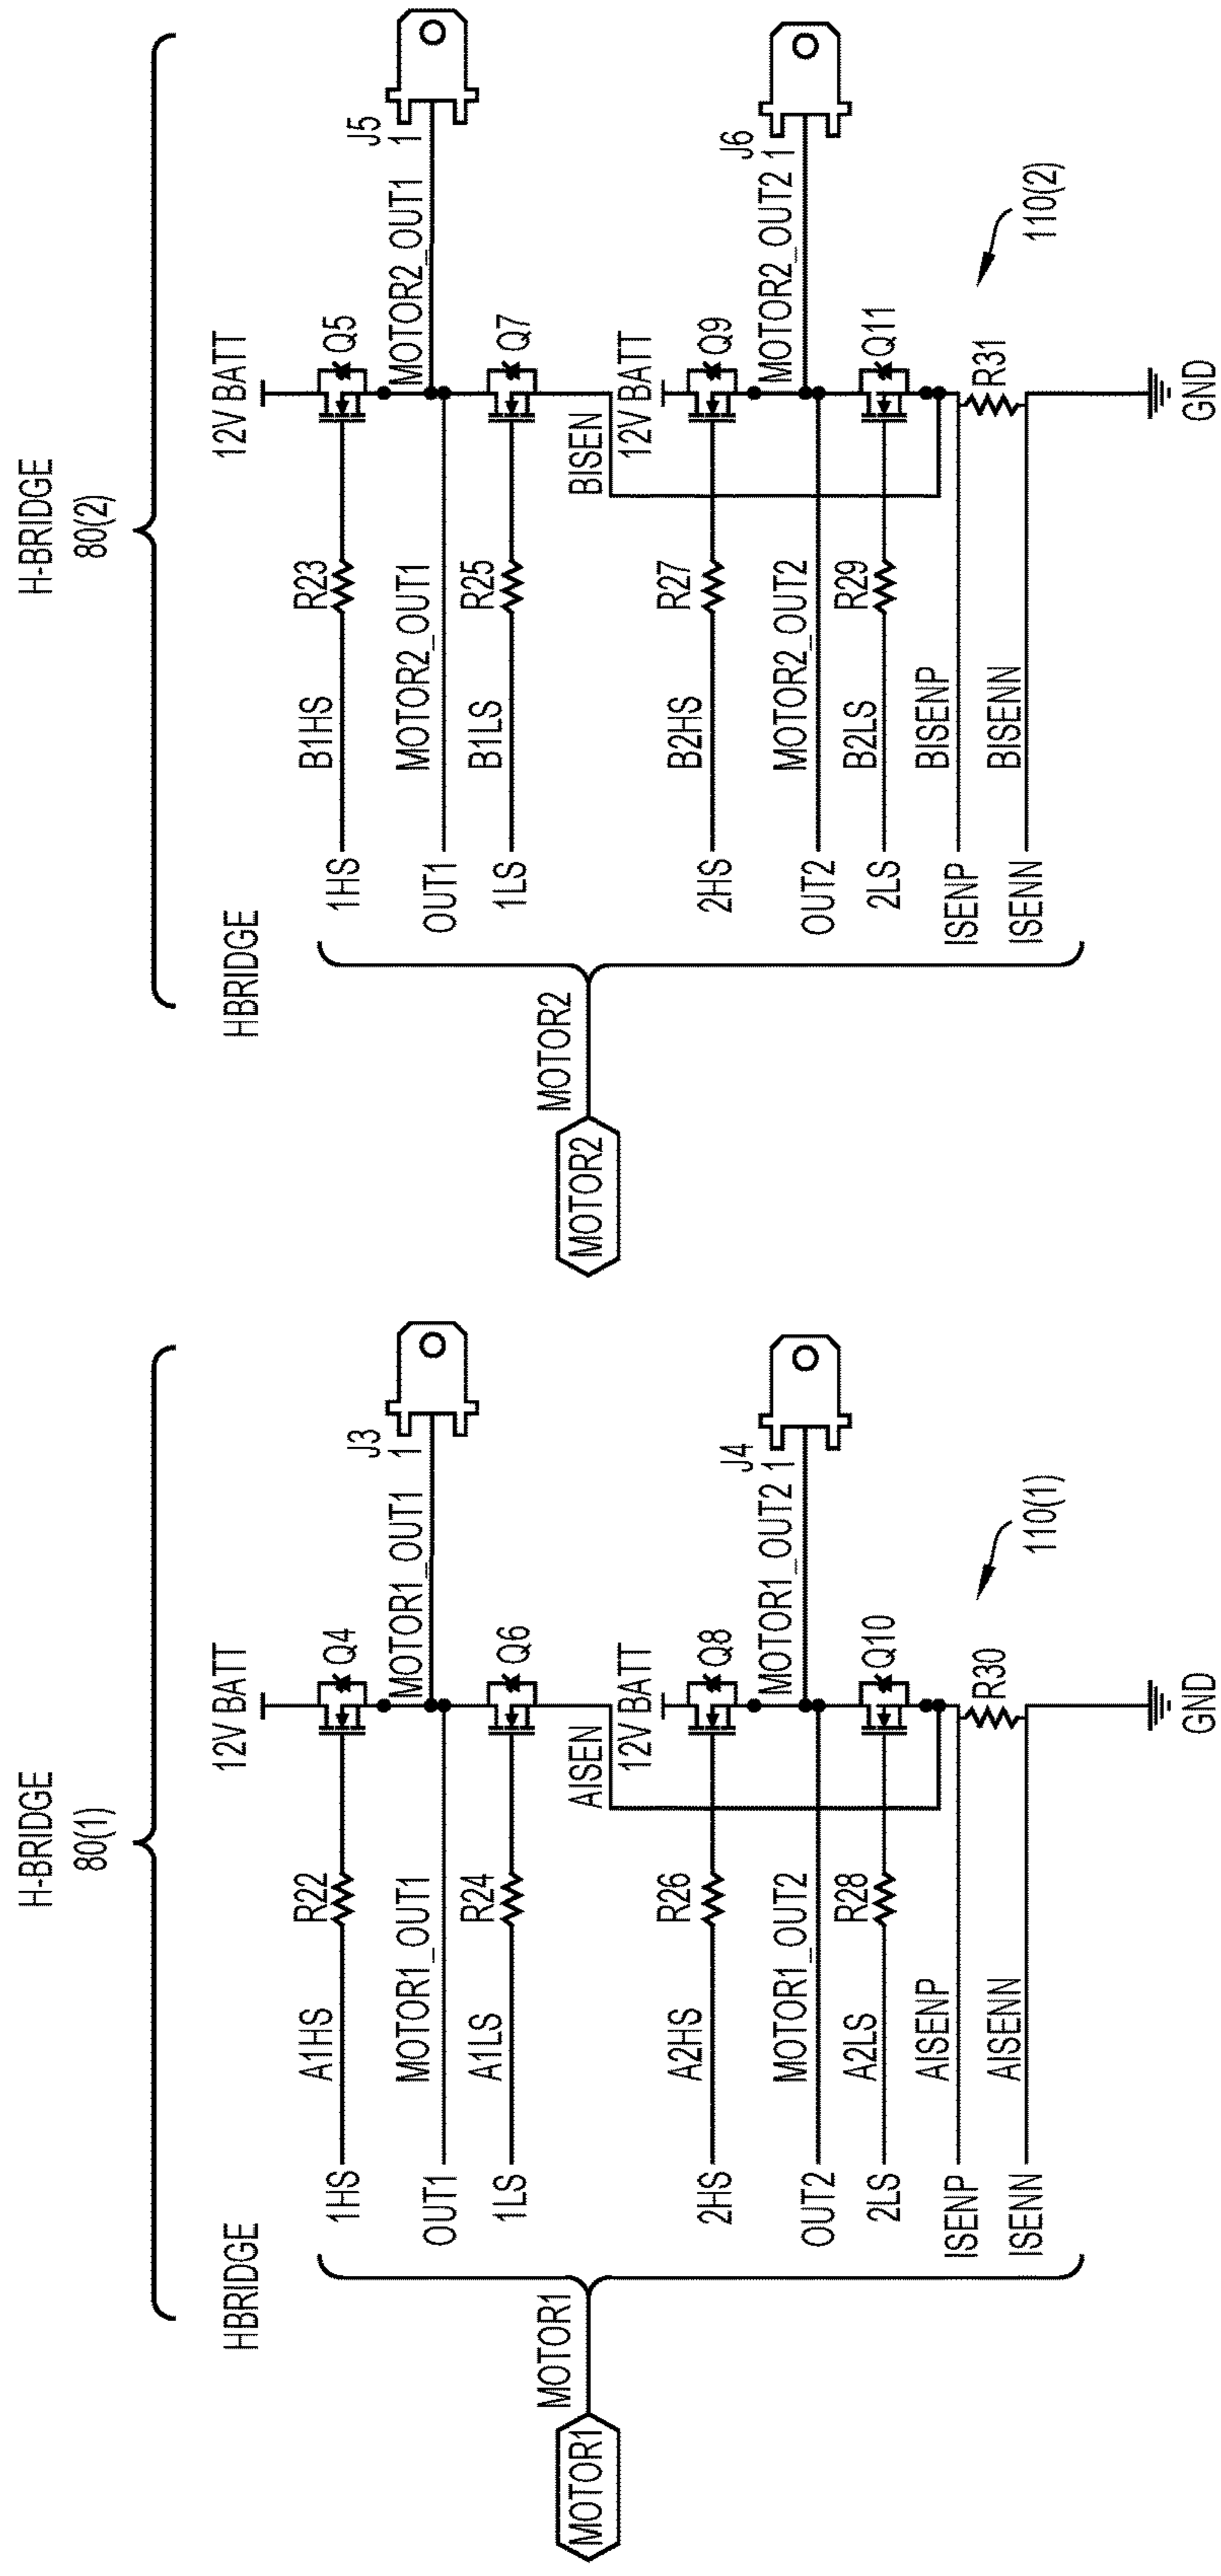 H-BRIDGE
80(1)
HBRIDGE
12V BATT
1HS
A1HS
R22
Q4
J3
1
MOTOR1_OUT1
OUT1
MOTOR1_OUT1
1LS
A1LS
R24
Q6
MOTOR1
MOTOR1
AISEN
12V BATT
2HS
A2HS
R26
Q8
J4
1
MOTOR1_OUT2
OUT2
MOTOR1_OUT2
2LS
A2LS
R28
Q10
ISENP
AISENP
R30
ISENN
AISENN
110(1)
GND
H-BRIDGE
80(2)
HBRIDGE
12V BATT
1HS
B1HS
R23
Q5
J5
1
MOTOR2_OUT1
OUT1
MOTOR2_OUT1
1LS
B1LS
R25
Q7
MOTOR2
MOTOR2
BISEN
12V BATT
2HS
B2HS
R27
Q9
J6
1
MOTOR2_OUT2
OUT2
MOTOR2_OUT2
2LS
B2LS
R29
Q11
ISENP
BISENP
R31
ISENN
BISENN
110(2)
GND